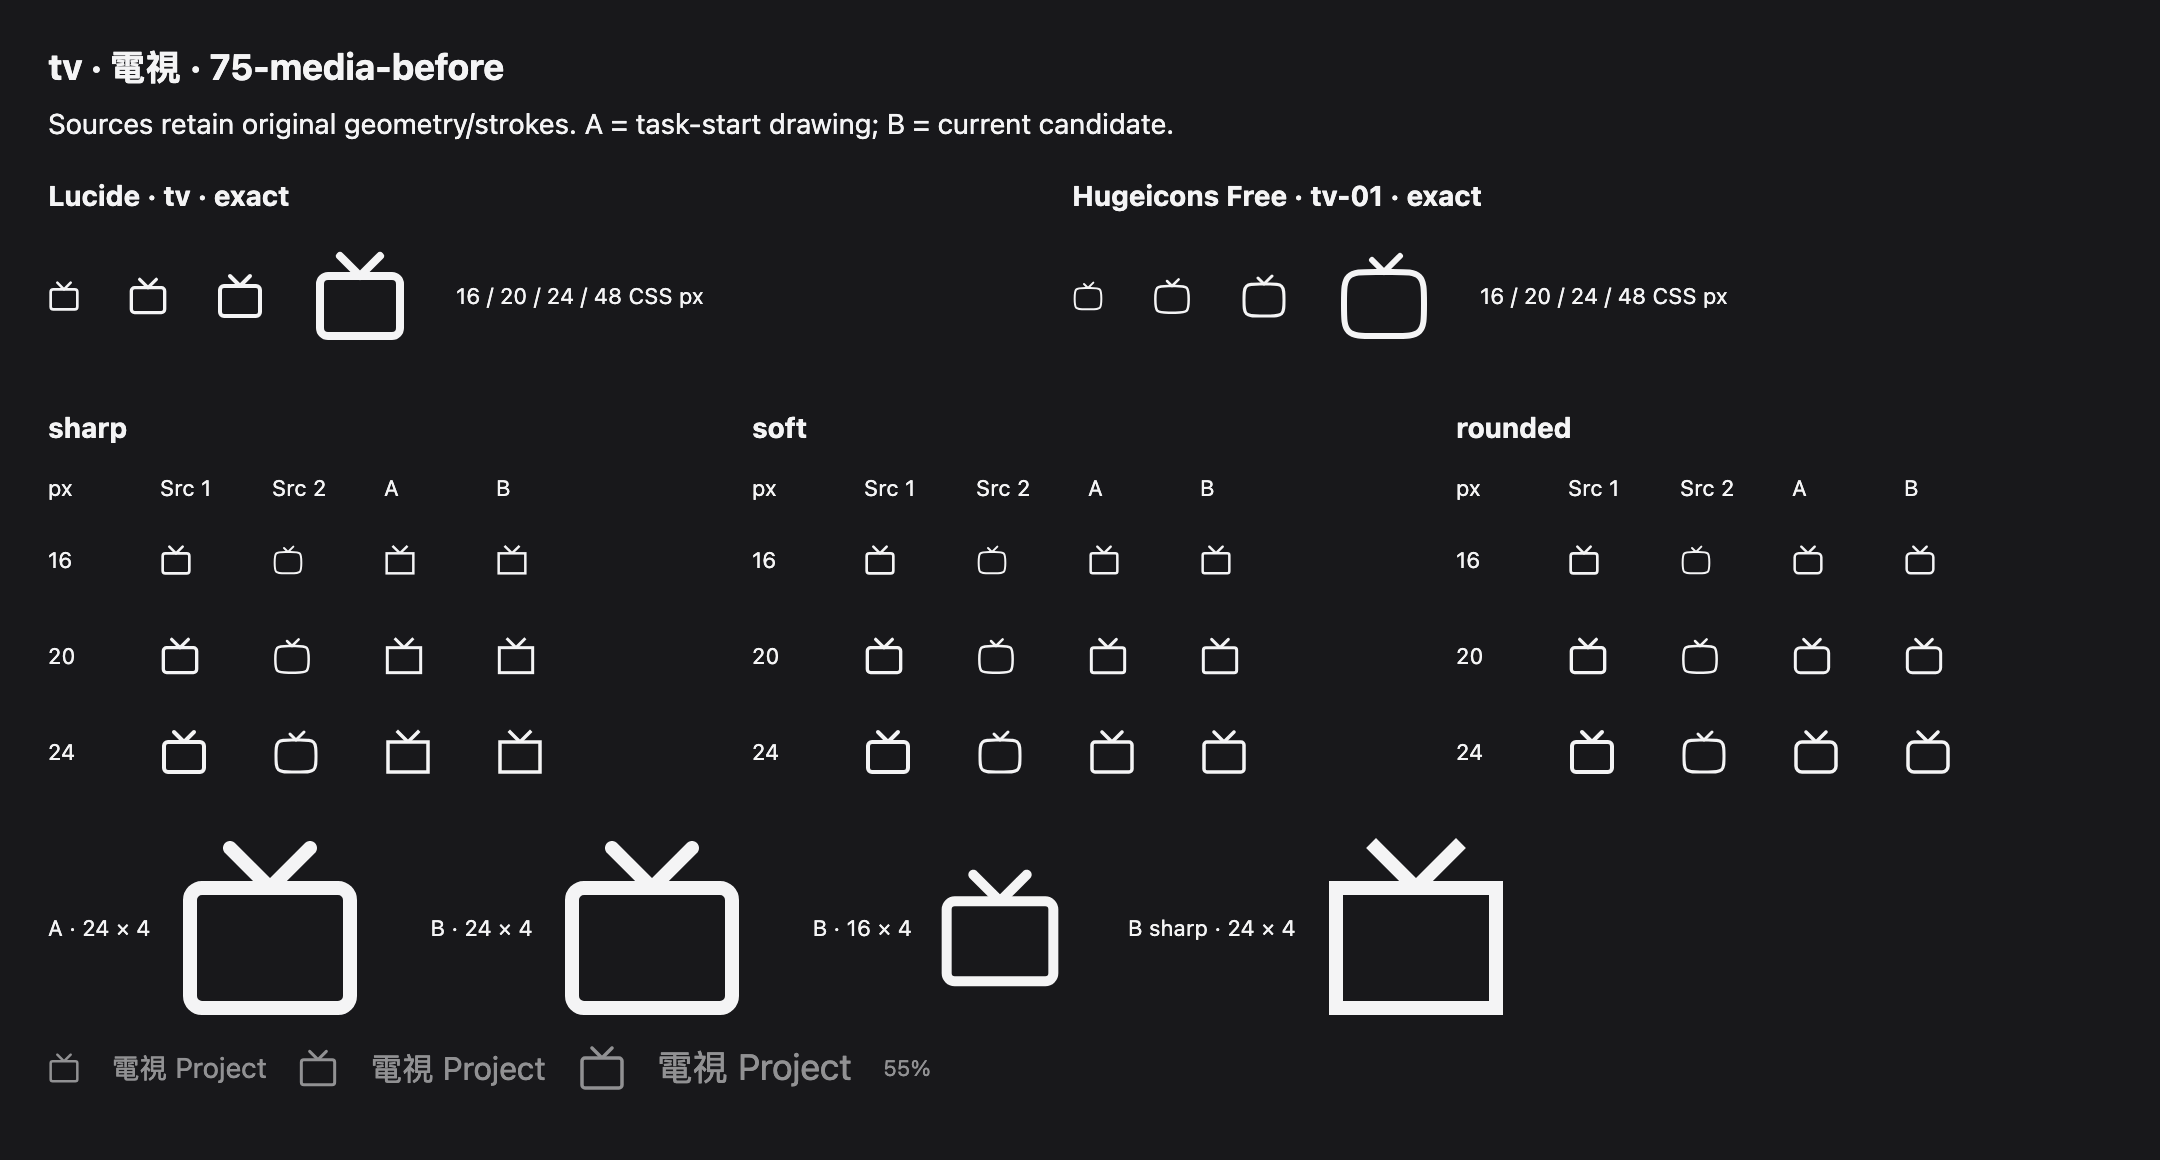 tv · 電視 · 75-media-before
Sources retain original geometry/strokes. A = task-start drawing; B = current candidate.
Lucide · tv · exact
16 / 20 / 24 / 48 CSS px
Hugeicons Free · tv-01 · exact
16 / 20 / 24 / 48 CSS px
sharp
px Src 1 Src 2 A B
16
20
24
soft
px Src 1 Src 2 A B
16
20
24
rounded
px Src 1 Src 2 A B
16
20
24
A · 24 × 4
B · 24 × 4
B · 16 × 4
B sharp · 24 × 4
電視 Project 電視 Project 電視 Project 55%